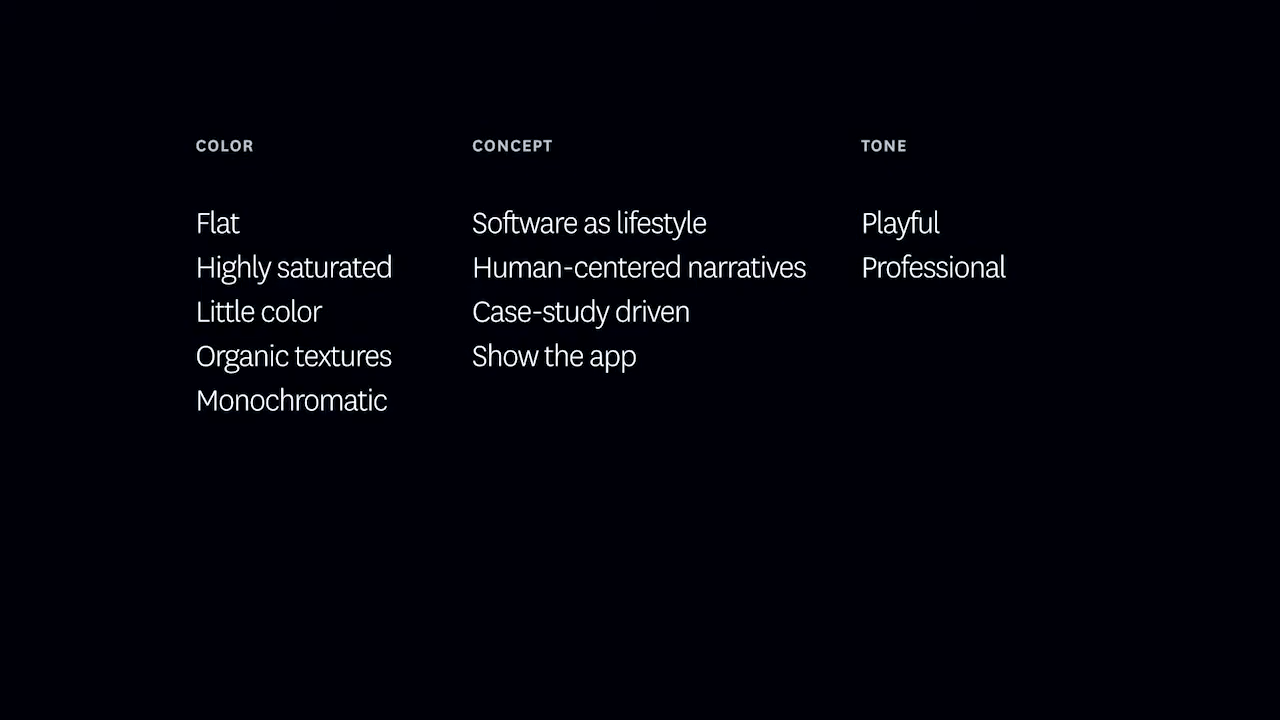 COLOR
Flat
Highly saturated
Little color
Organic textures
Monochromatic
CONCEPT
Software as lifestyle
Human-centered narratives
Case-study driven
Show the app
TONE
Playful
Professional